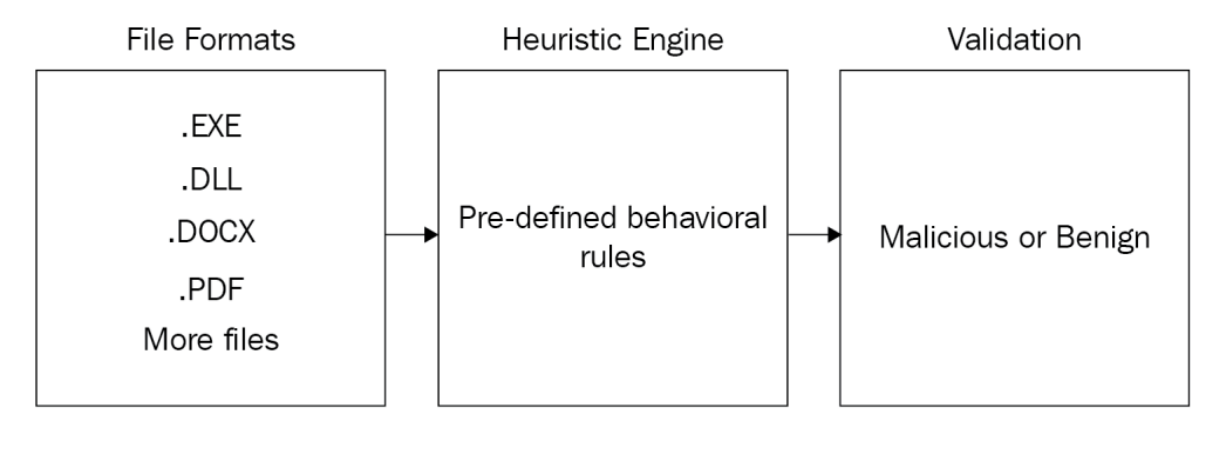 File Formats
Heuristic Engine
Validation
.EXE
.DLL
.DOCX
.PDF
More files
Pre-defined behavioral
rules
Malicious or Benign